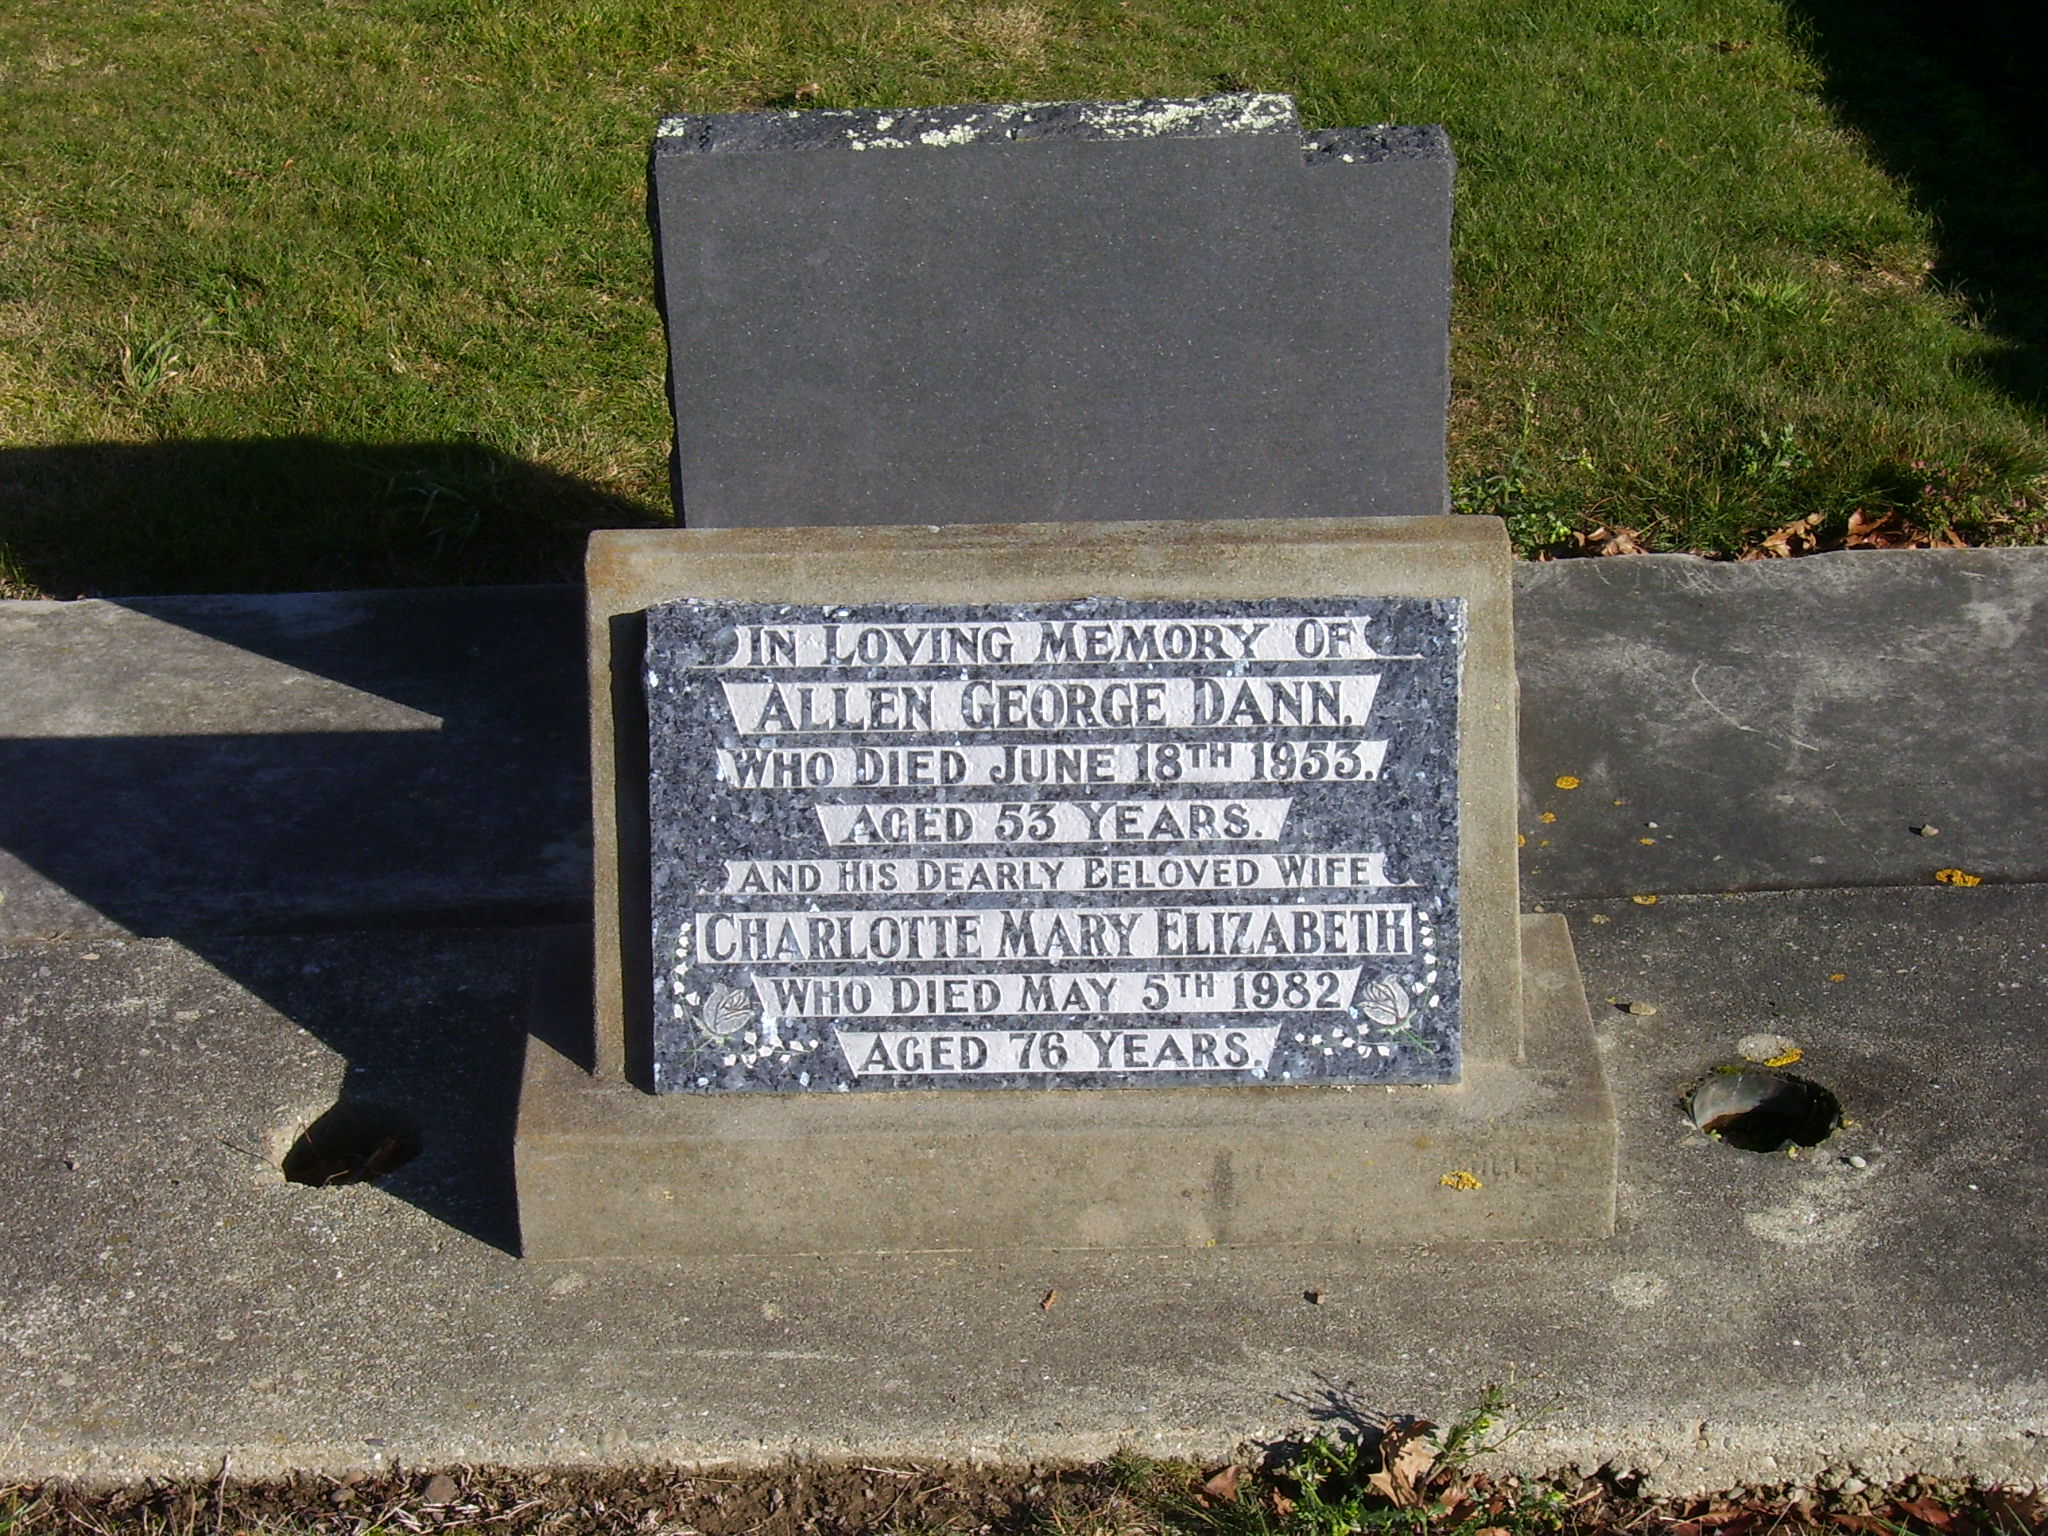 In Loving Memory Of
Allen George Dann.
Who Died June 18th 1953.
Aged 53 Years.
And His Dearly Beloved Wife
Charlotte Mary Elizabeth
Who Died May 5th 1982
Aged 76 Years.